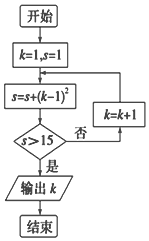 开始
k=1,s=1
s=s+(k-1)²
k=k+1
s>15
否
是
输出 k
结束